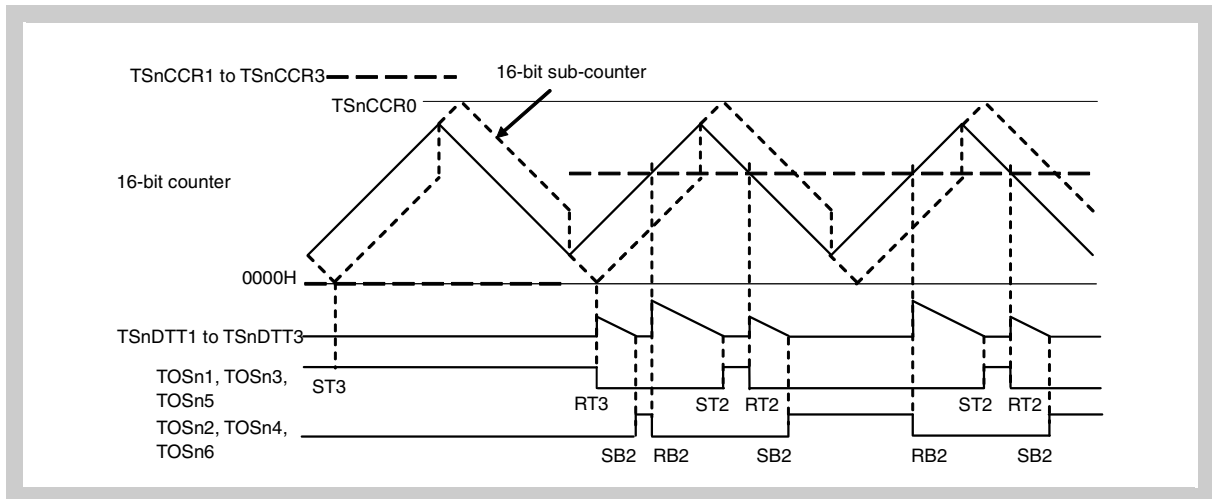 TSnCCR1 to TSnCCR3
16-bit sub-counter
TSnCCR0
16-bit counter
0000H
TSnDTT1 to TSnDTT3
TOSn1, TOSn3,
TOSn5
ST3
RT3
ST2
RT2
ST2
RT2
TOSn2, TOSn4,
TOSn6
SB2
RB2
SB2
RB2
SB2